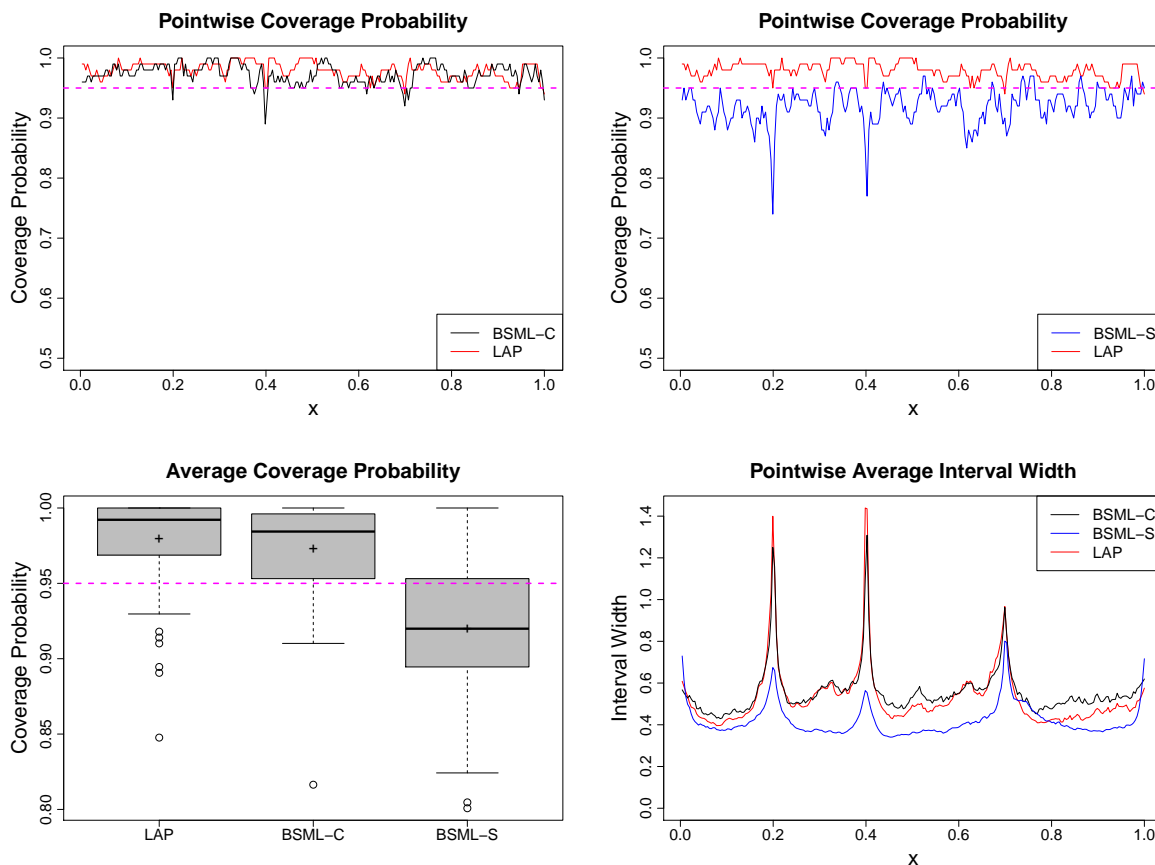 Pointwise Coverage Probability
Coverage Probability
1.0
0.9
0.8
0.7
0.6
0.5
BSML−C
LAP
0.0 0.2 0.4 0.6 0.8 1.0
x
Pointwise Coverage Probability
Coverage Probability
1.0
0.9
0.8
0.7
0.6
0.5
BSML−S
LAP
0.0 0.2 0.4 0.6 0.8 1.0
x
Average Coverage Probability
Coverage Probability
1.00
0.95
0.90
0.85
0.80
LAP BSML−C BSML−S
Pointwise Average Interval Width
Interval Width
1.4
1.2
1.0
0.8
0.6
0.4
0.2
0.0
BSML−C
BSML−S
LAP
0.0 0.2 0.4 0.6 0.8 1.0
x